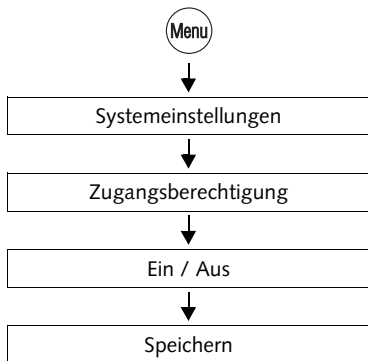 Menu
Systemeinstellungen
Zugangsberechtigung
Ein / Aus
Speichern